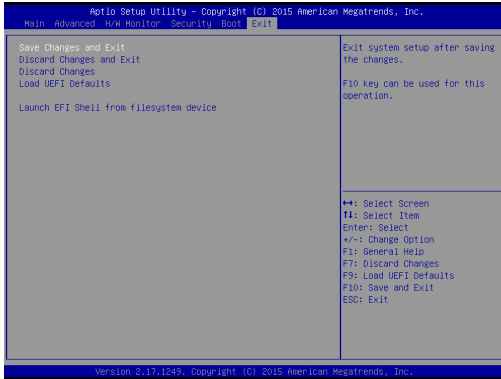 Aptio Setup Utility – Copyright (C) 2015 American Megatrends, Inc.
Main Advanced H/W Monitor Security Boot Exit
Save Changes and Exit
Discard Changes and Exit
Discard Changes
Load UEFI Defaults
Launch EFI Shell from filesystem device
Exit system setup after saving
the changes.
F10 key can be used for this
operation.
↔: Select Screen
↑↓: Select Item
Enter: Select
+/-: Change Option
F1: General Help
F7: Discard Changes
F9: Load UEFI Defaults
F10: Save and Exit
ESC: Exit
Version 2.17.1249. Copyright (C) 2015 American Megatrends, Inc.